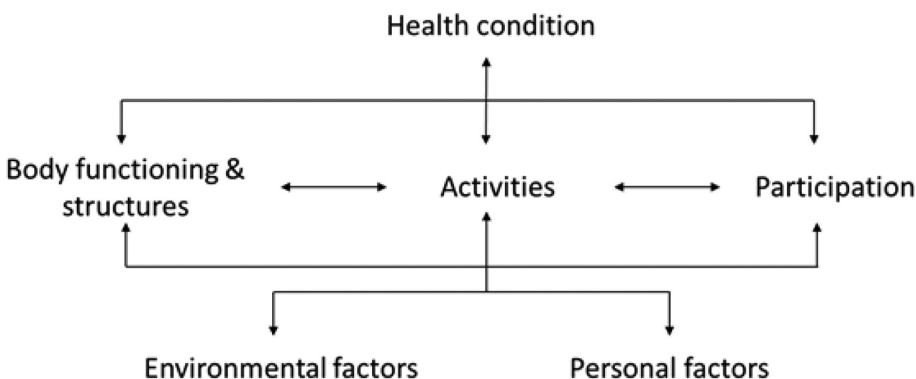 Health condition
Body functioning &
structures
Activities
Participation
Environmental factors
Personal factors